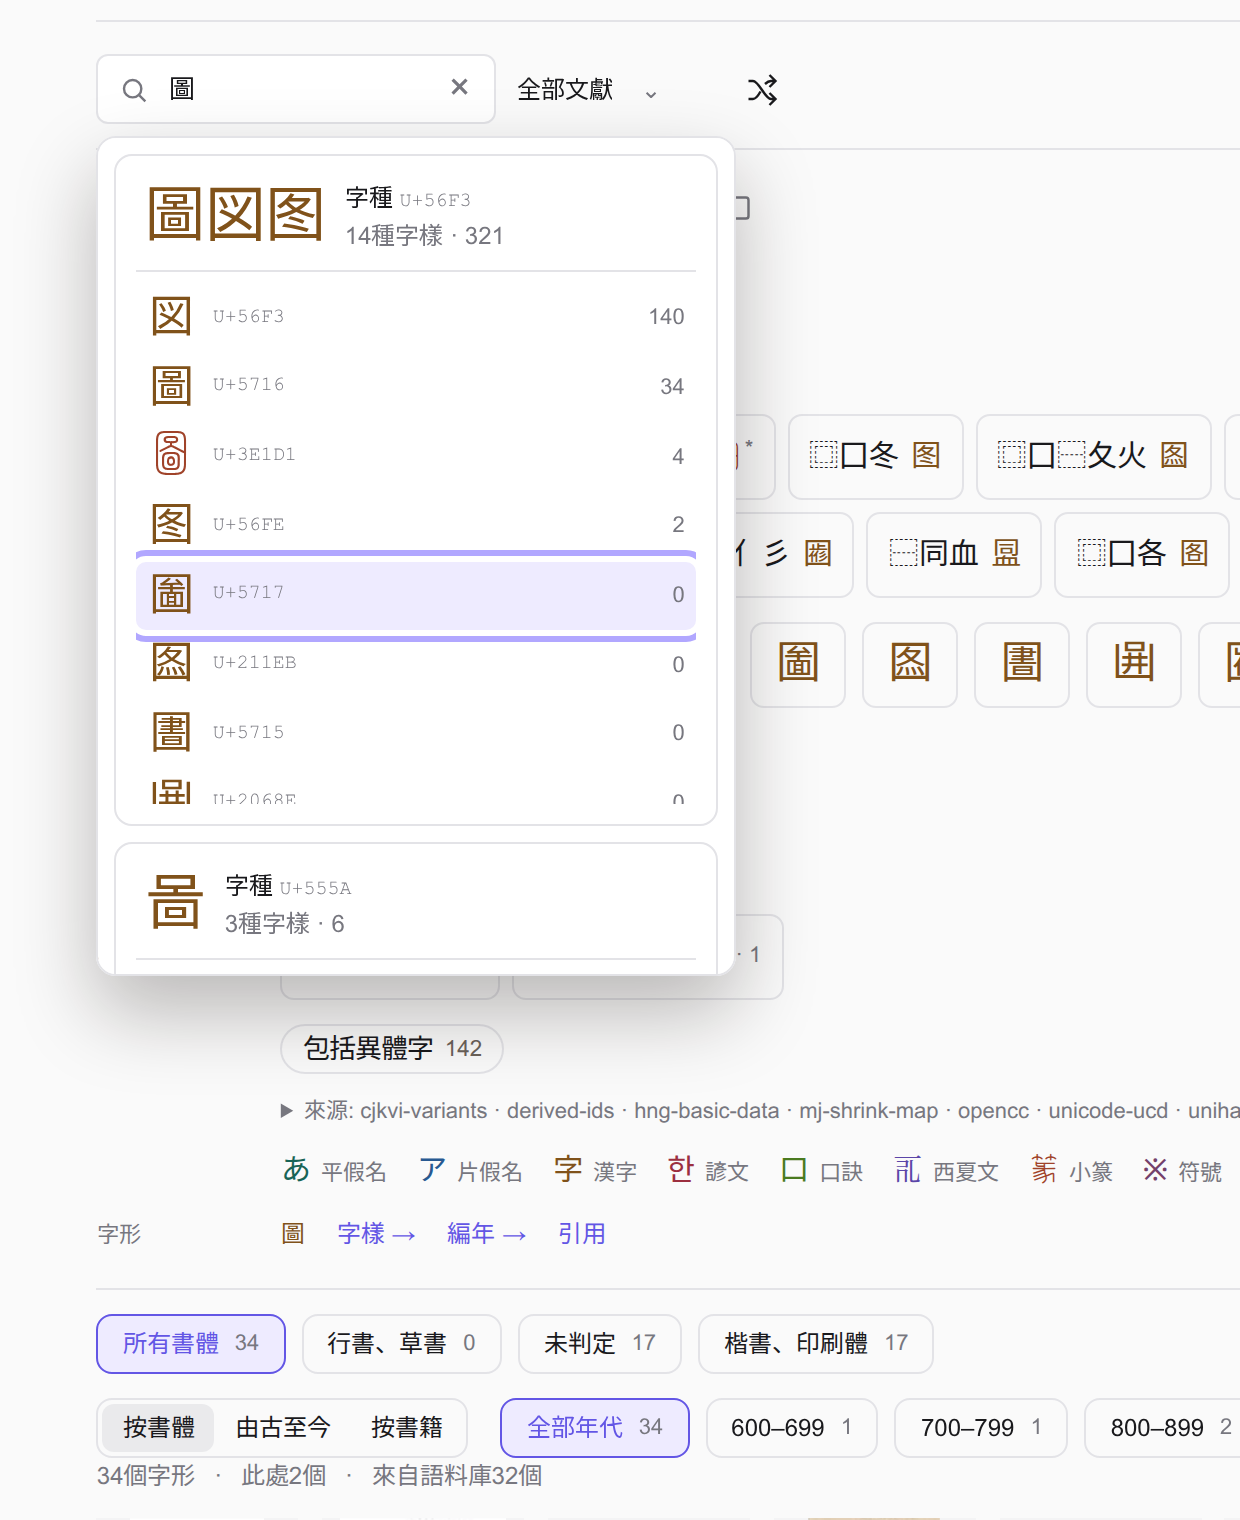 圖 × 全部文獻
圖図图 字種 U+56F3
14種字樣 · 321
図 U+56F3 140
圖 U+5716 34
U+3E1D1 4
图 U+56FE 2
圗 U+5717 0
𡇫 U+211EB 0
圕 U+5715 0
U+2068E 0
啚 字種 U+555A
3種字樣 · 6
* ⿴囗冬 图 ⿴囗⿱夂火 𡇫
彡 ⿱同血 ⿴囗各
圗 𡇫 圕
· 1
包括異體字 142
▶ 來源: cjkvi-variants · derived-ids · hng-basic-data · mj-shrink-map · opencc · unicode-ucd ·
あ 平假名 ア 片假名 字 漢字 한 諺文 口 口訣 西夏文 篆 小篆 ※ 符號
字形 圖 字樣 → 編年 → 引用
所有書體 34 行書、草書 0 未判定 17 楷書、印刷體 17
按書體 由古至今 按書籍 全部年代 34 600–699 1 700–799 1 800–899 2
34個字形 · 此處2個 · 來自語料庫32個